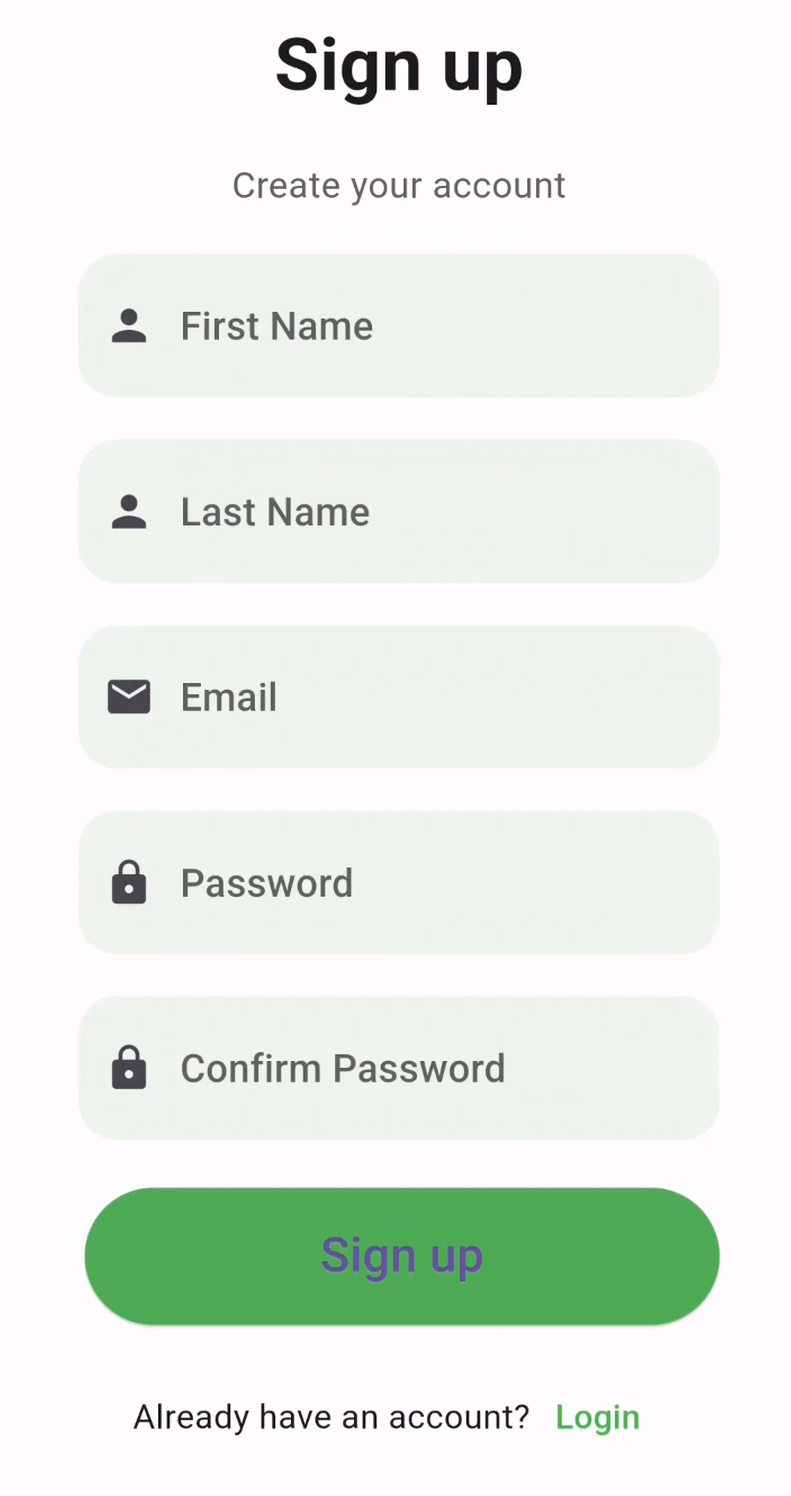 Sign up
Create your account
First Name
Last Name
Email
Password
Confirm Password
Sign up
Already have an account? Login